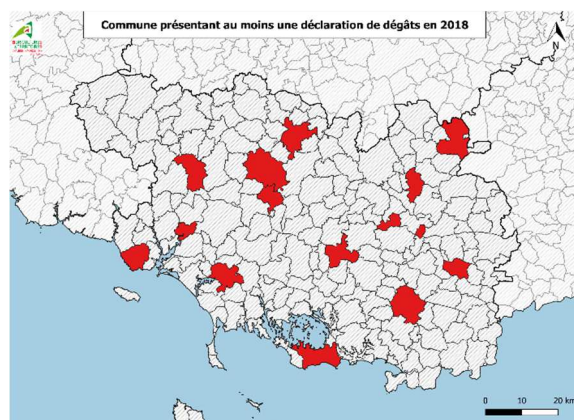 Commune présentant au moins une déclaration de dégâts en 2018
N
0 10 20 km